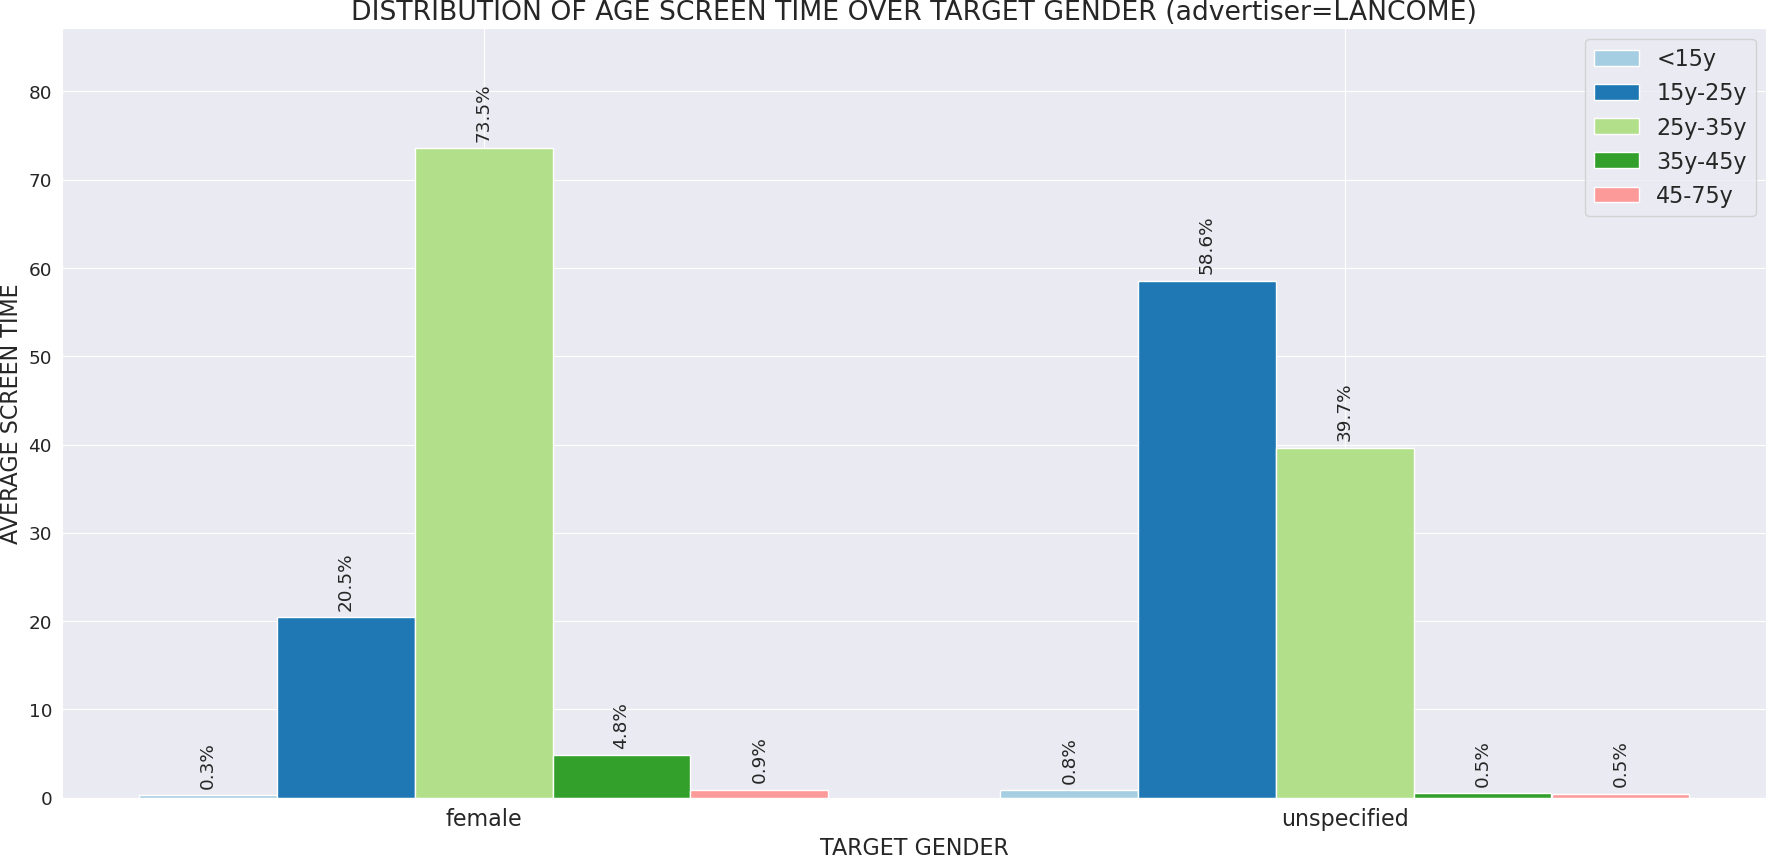 DISTRIBUTION OF AGE SCREEN TIME OVER TARGET GENDER (advertiser=LANCOME)
<15y
15y-25y
25y-35y
35y-45y
45-75y
AVERAGE SCREEN TIME
80
70
60
50
40
30
20
10
0
0.3%
20.5%
73.5%
4.8%
0.9%
0.8%
58.6%
39.7%
0.5%
0.5%
female
unspecified
TARGET GENDER